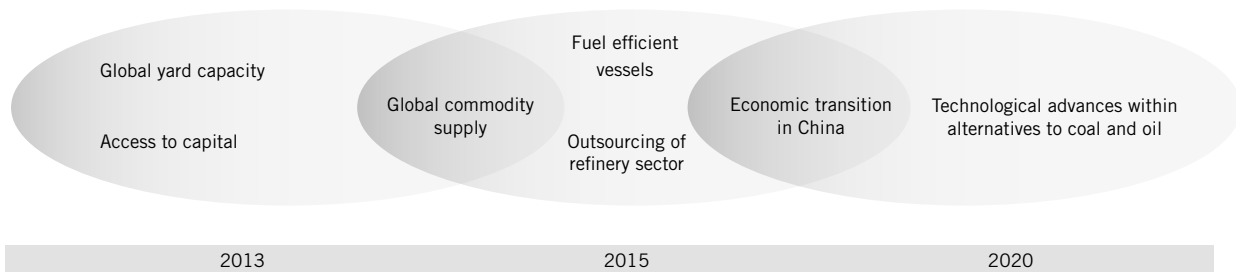 Global yard capacity
Access to capital
Global commodity
supply
Fuel efficient
vessels
Outsourcing of
refinery sector
Economic transition
in China
Technological advances within
alternatives to coal and oil
2013
2015
2020